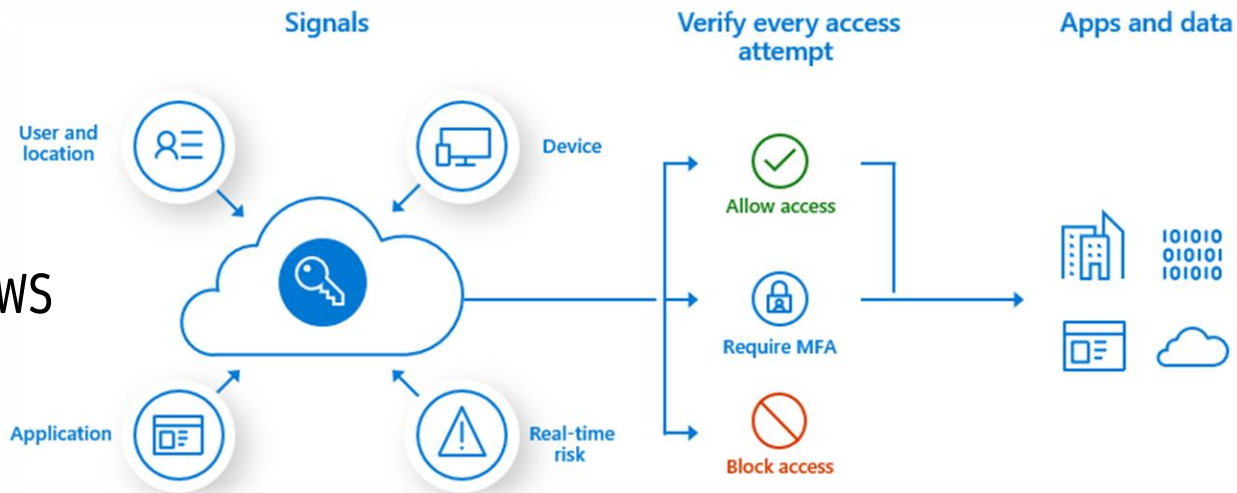 Signals
Verify every access
attempt
Apps and data
User and
location
Device
Allow access
101010
010101
101010
WS
Require MFA
Application
Real-time
risk
Block access